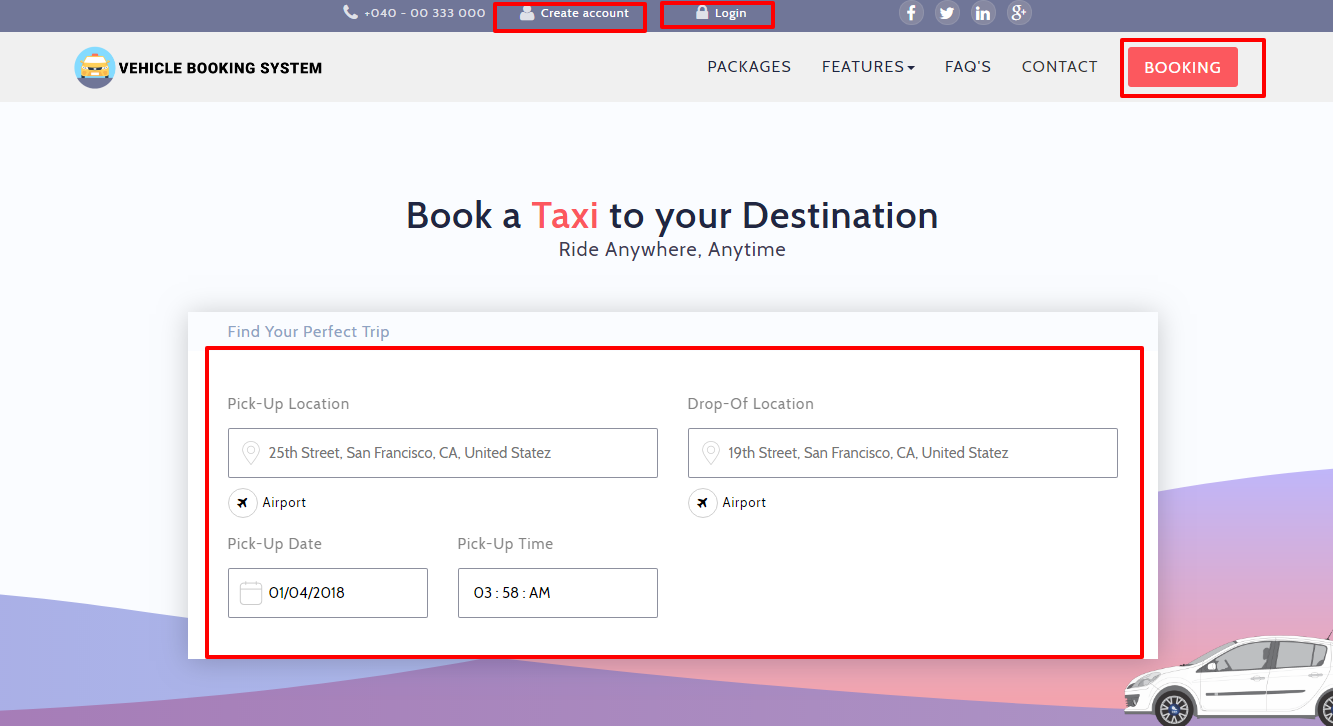 +040 - 00 333 000 Create account Login
VEHICLE BOOKING SYSTEM PACKAGES FEATURES FAQ'S CONTACT BOOKING
Book a Taxi to your Destination
Ride Anywhere, Anytime
Find Your Perfect Trip
Pick-Up Location Drop-Of Location
25th Street, San Francisco, CA, United Statez 19th Street, San Francisco, CA, United Statez
Airport Airport
Pick-Up Date Pick-Up Time
01/04/2018 03 : 58 : AM